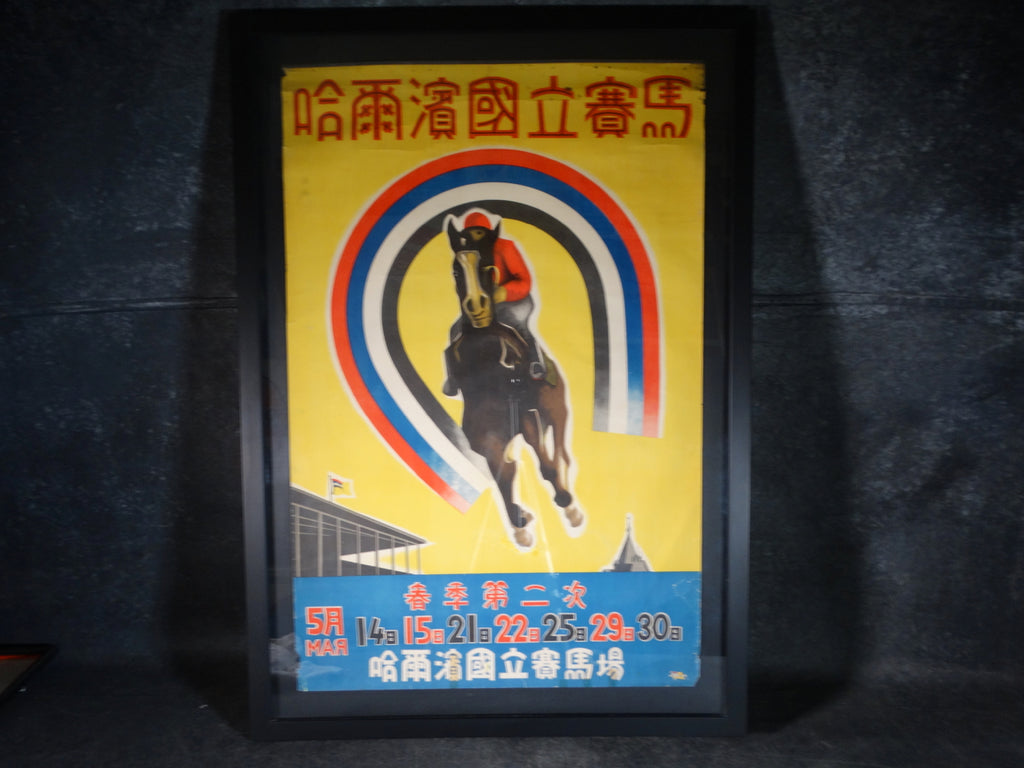 哈爾濱國立賽馬
春季第二次
5月 14日 15日 21日 22日 25日 29日 30日
МАЯ
哈爾濱國立賽馬場